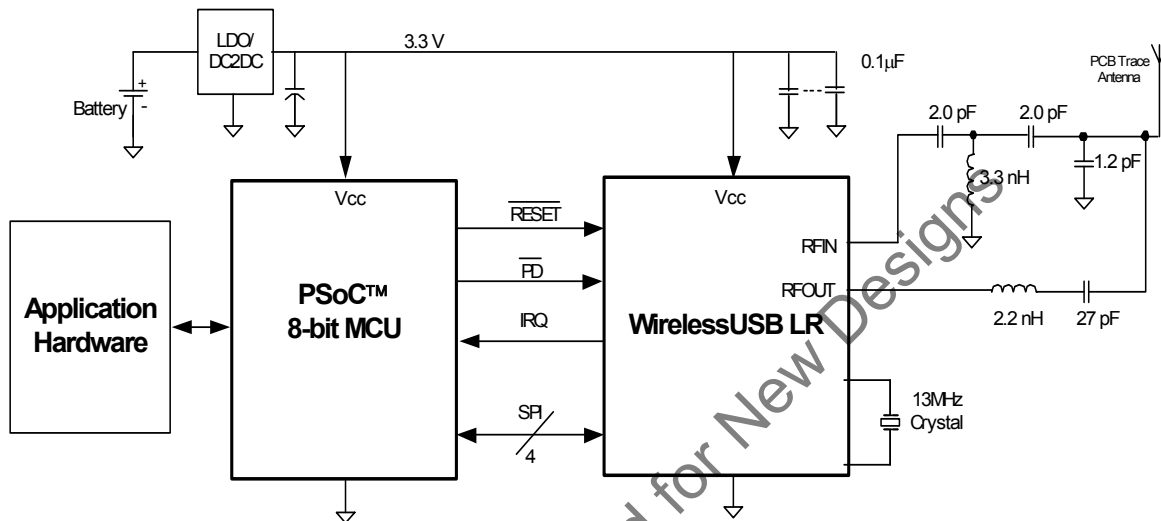 LDO/
DC2DC
3.3 V
0.1µF
PCB Trace
Antenna
+
-
Battery
2.0 pF
2.0 pF
1.2 pF
3.3 nH
Vcc
Vcc
RESET
RFIN
PD
Application
Hardware
PSoC™
8-bit MCU
IRQ
WirelessUSB LR
RFOUT
2.2 nH
27 pF
SPI
4
13MHz
Crystal
d for New Designs